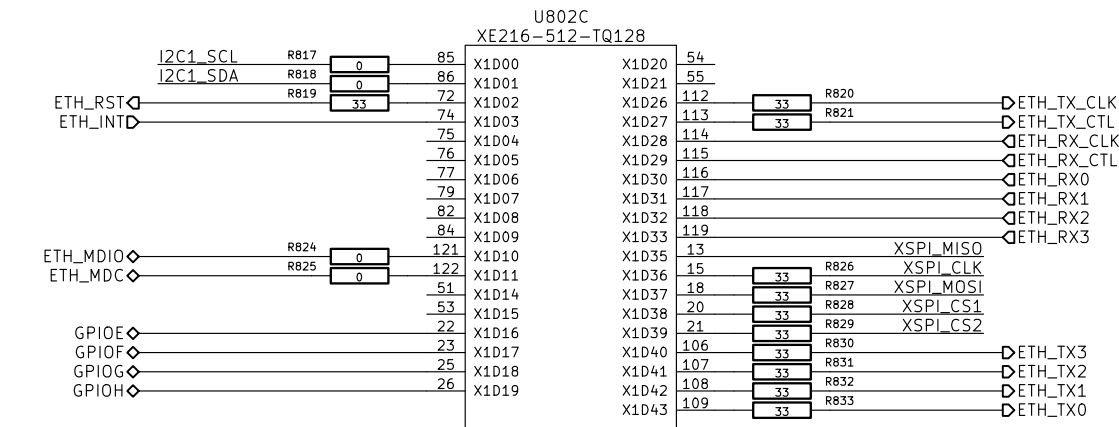 U802C
XE216-512-TQ128
I2C1_SCL R817 0 85 X1D00 X1D20 54
I2C1_SDA R818 0 86 X1D01 X1D21 55
ETH_RST R819 33 72 X1D02 X1D26 112 33 R820 ETH_TX_CLK
ETH_INT 74 X1D03 X1D27 113 33 R821 ETH_TX_CTL
75 X1D04 X1D28 114 ETH_RX_CLK
76 X1D05 X1D29 115 ETH_RX_CTL
77 X1D06 X1D30 116 ETH_RX0
79 X1D07 X1D31 117 ETH_RX1
82 X1D08 X1D32 118 ETH_RX2
84 X1D09 X1D33 119 ETH_RX3
ETH_MDIO R824 0 121 X1D10 X1D35 13 XSPI_MISO
ETH_MDC R825 0 122 X1D11 X1D36 15 33 R826 XSPI_CLK
51 X1D14 X1D37 18 33 R827 XSPI_MOSI
53 X1D15 X1D38 20 33 R828 XSPI_CS1
GPIOE 22 X1D16 X1D39 21 33 R829 XSPI_CS2
GPIOF 23 X1D17 X1D40 106 33 R830 ETH_TX3
GPIOG 25 X1D18 X1D41 107 33 R831 ETH_TX2
GPIOH 26 X1D19 X1D42 108 33 R832 ETH_TX1
X1D43 109 33 R833 ETH_TX0